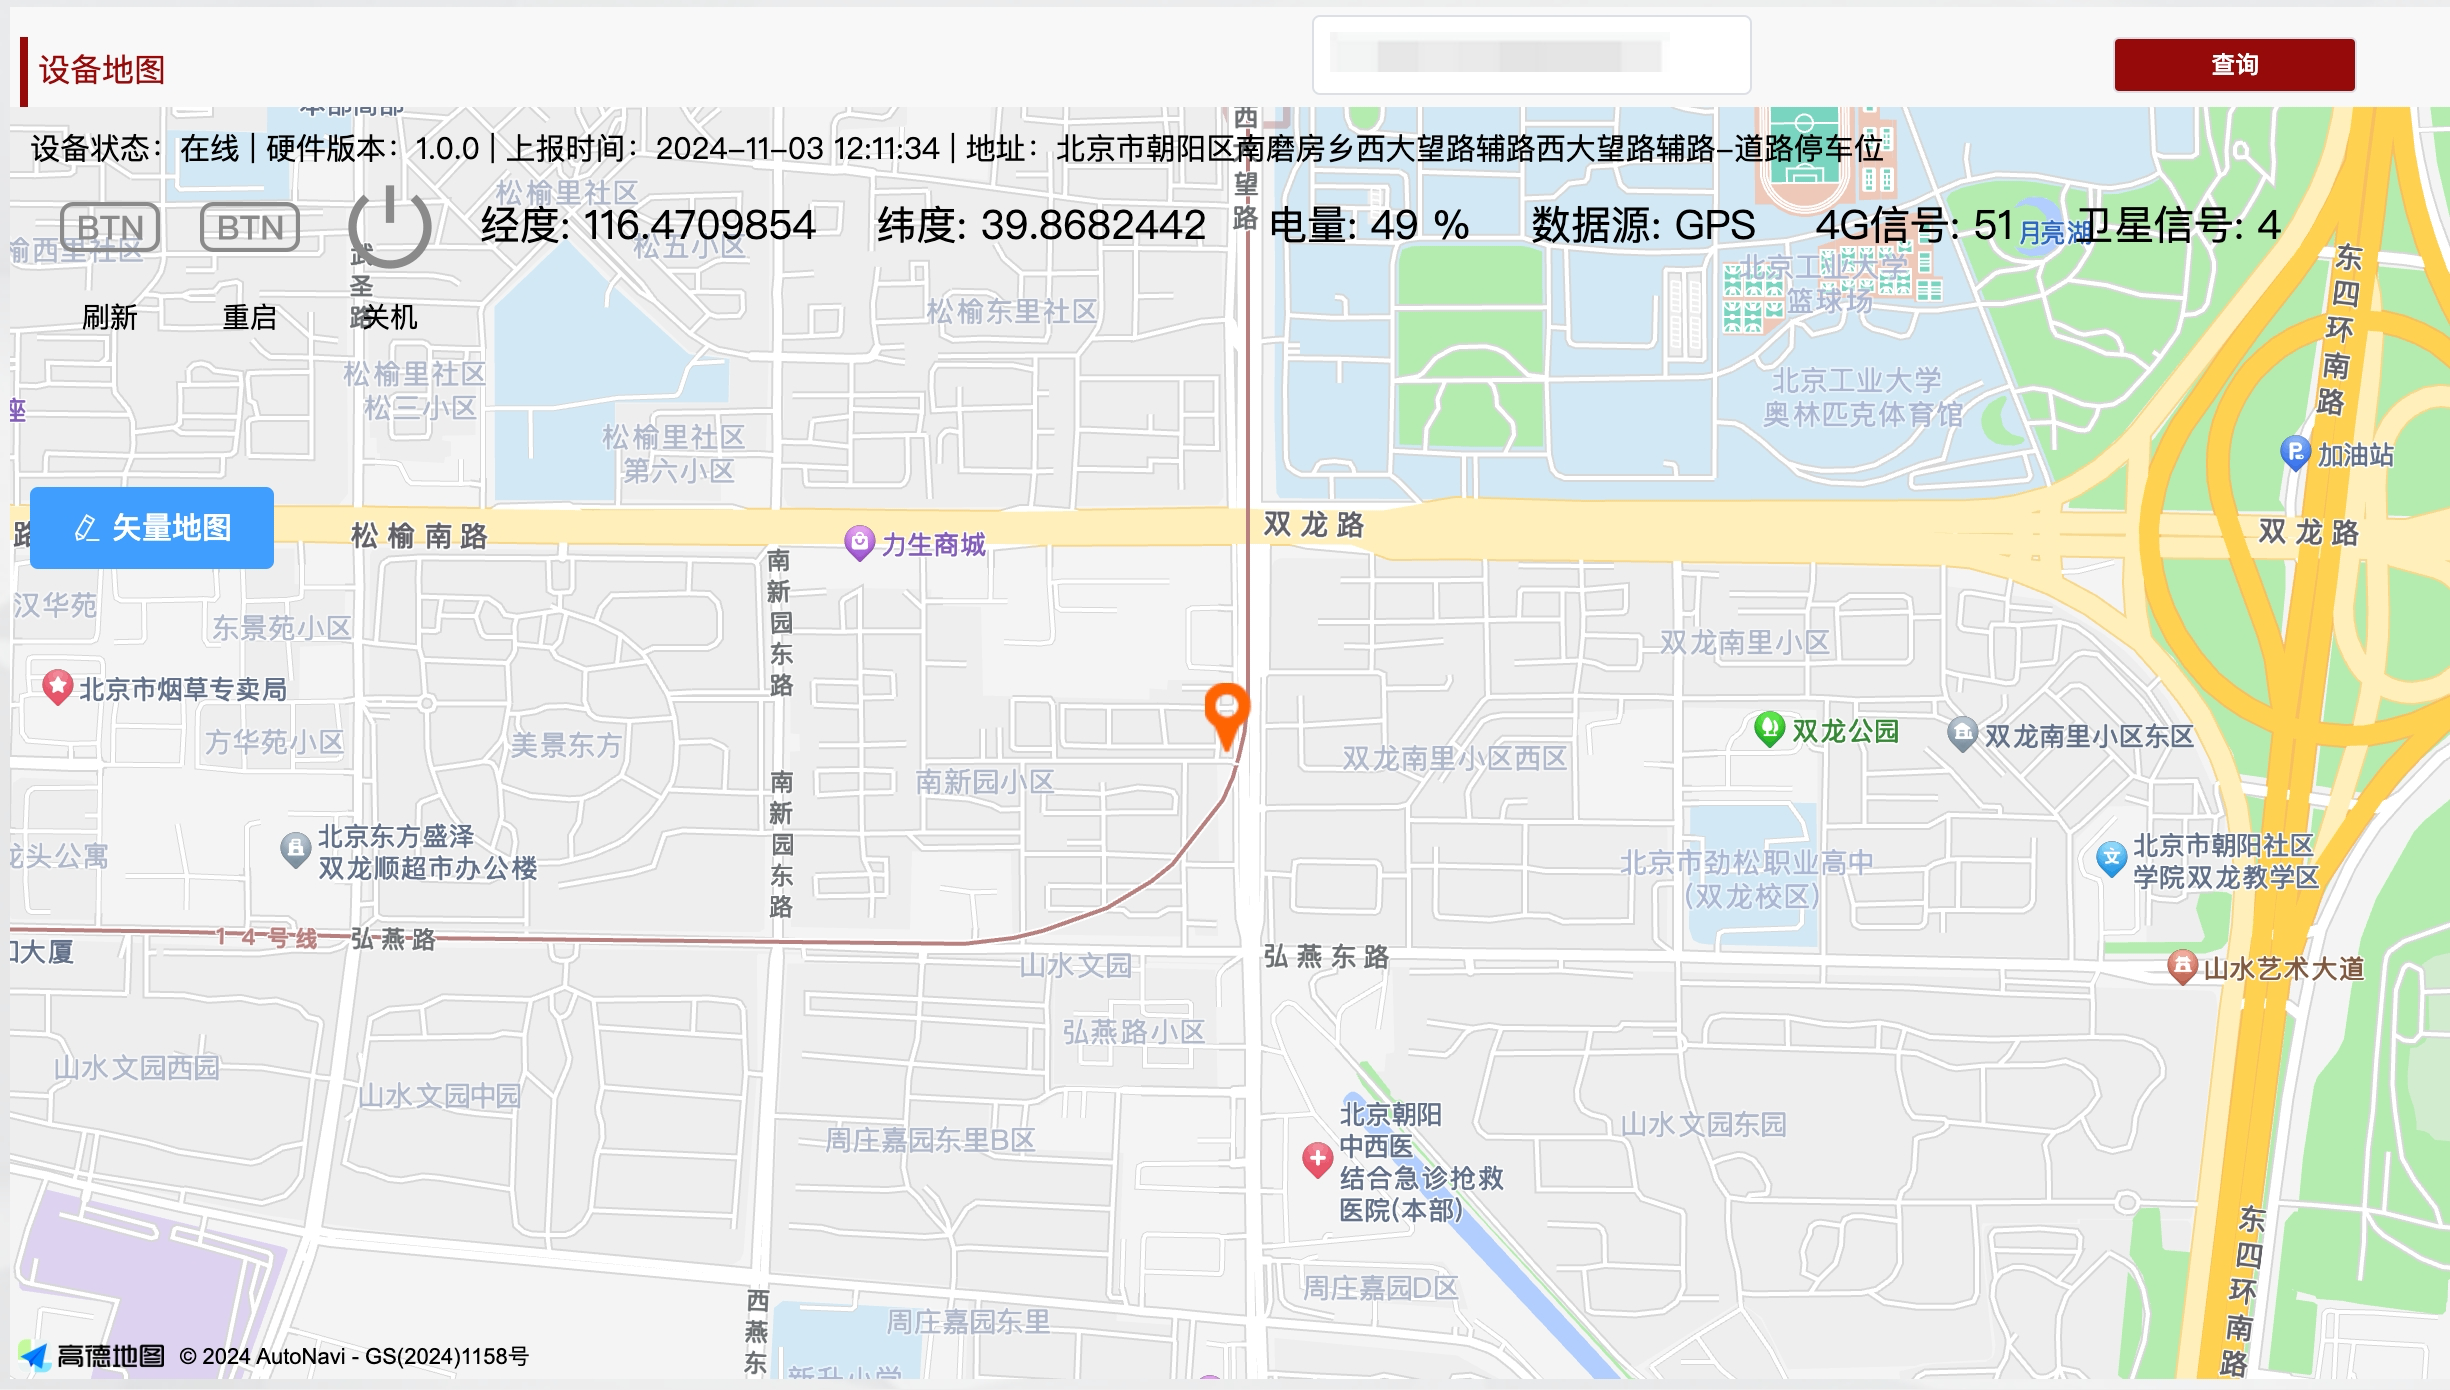 设备地图
查询
设备状态：在线 | 硬件版本：1.0.0 | 上报时间：2024-11-03 12:11:34 | 地址：北京市朝阳区南磨房乡西大望路辅路西大望路辅路-道路停车位
BTN
BTN
经度: 116.4709854
纬度: 39.8682442
电量: 49 %
数据源: GPS
4G信号: 51
卫星信号: 4
刷新
重启
关机
松榆里社区
榆西里社区
松五小区
武圣路
望路
月亮湖
北京工业大学
篮球场
松榆东里社区
东四环南路
松榆里社区
松三小区
座
北京工业大学
奥林匹克体育馆
松榆里社区
第六小区
加油站
矢量地图
路
松榆南路
力生商城
双龙路
双龙路
南新园东路
汉华苑
东景苑小区
双龙南里小区
北京市烟草专卖局
方华苑小区
美景东方
双龙公园
双龙南里小区东区
双龙南里小区西区
南新园小区
南新园东路
北京东方盛泽
双龙顺超市办公楼
龙头公寓
北京市劲松职业高中
(双龙校区)
北京市朝阳社区
学院双龙教学区
14号线
弘燕路
大厦
弘燕东路
山水文园
山水艺术大道
弘燕路小区
山水文园西园
山水文园中园
周庄嘉园东里B区
北京朝阳
中西医
结合急诊抢救
医院(本部)
山水文园东园
东四环南路
周庄嘉园D区
西燕东
周庄嘉园东里
高德地图
© 2024 AutoNavi - GS(2024)1158号